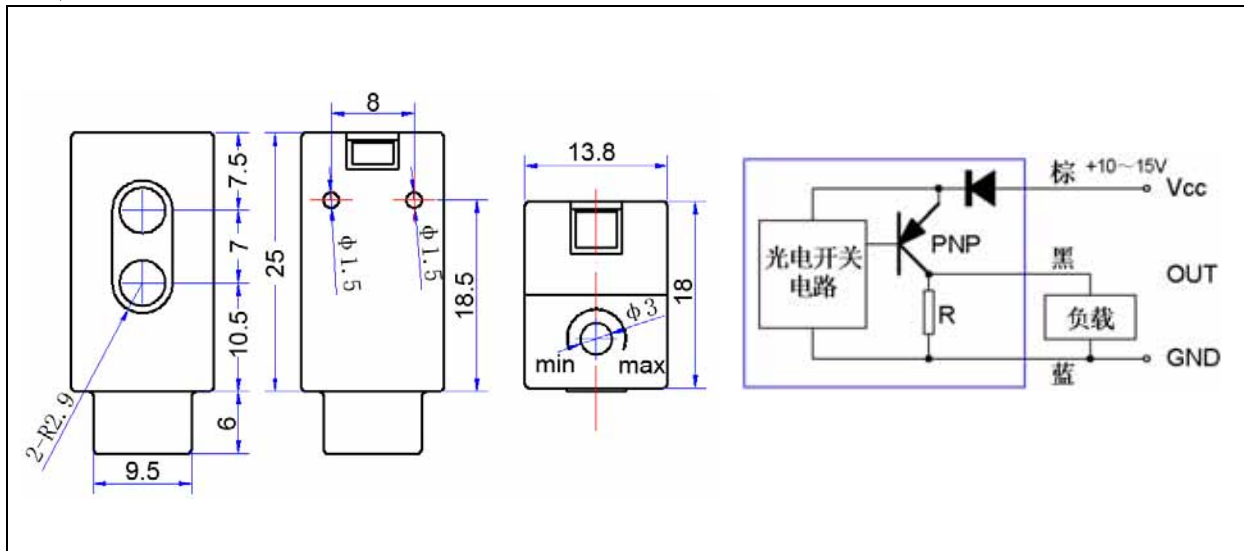 7.5
7
10.5
6
2-R2.9
9.5
8
25
φ1.5
φ1.5
18.5
13.8
18
φ3
min
max
棕
+10～15V
Vcc
光电开关
电路
PNP
黑
OUT
R
负载
GND
蓝